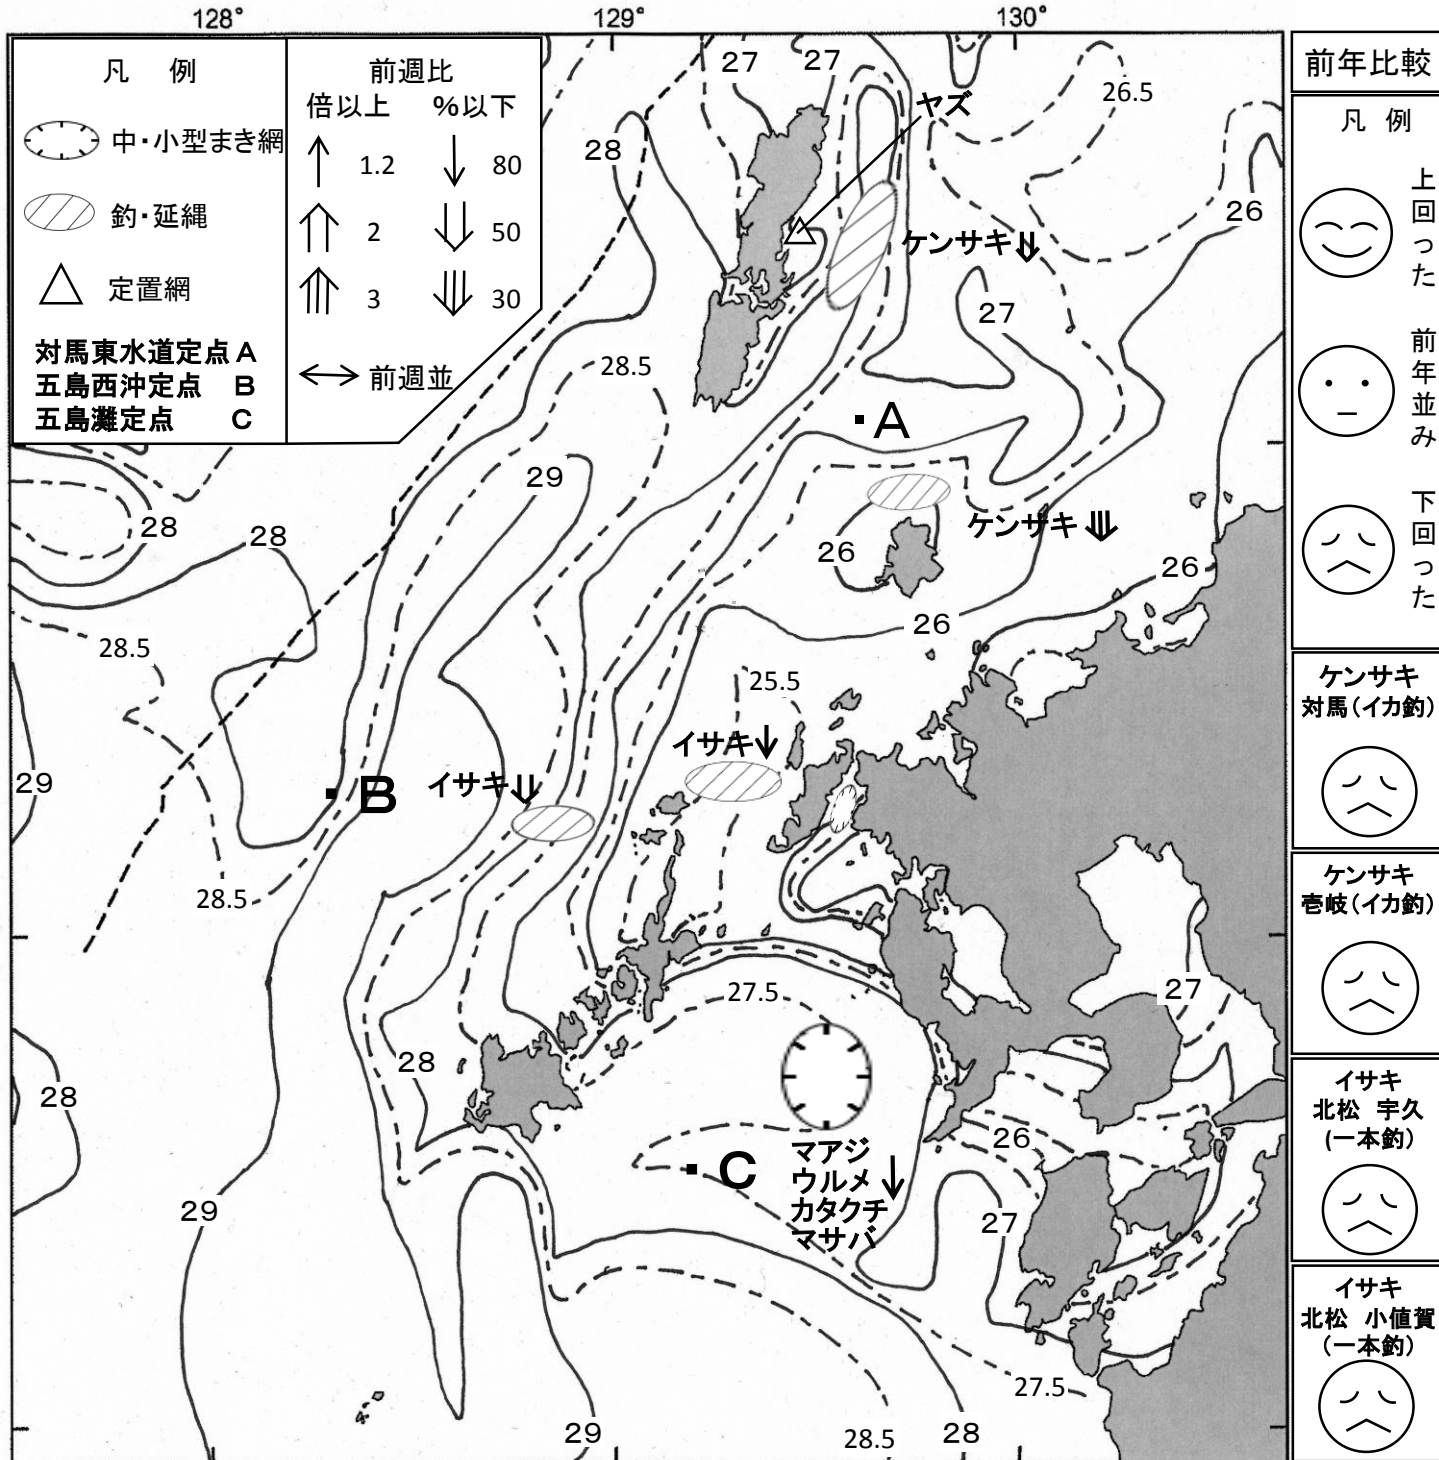 128°
129°
130°
凡 例
中・小型まき網
釣・延縄
定置網
対馬東水道定点 A
五島西沖定点 B
五島灘定点 C
前週比
倍以上 %以下
1.2 80
2 50
3 30
前週並
27
27
ヤズ
26.5
28
26
ケンサキ
27
28.5
A
29
28
28
ケンサキ
26
26
26
28.5
25.5
イサキ
29
B
イサキ
28.5
27.5
27
28
28
26
C
マアジ
ウルメ
カタクチ
マサバ
29
27
27.5
29
28.5
28
前年比較
凡 例
上回った
前年並み
下回った
ケンサキ
対馬(イカ釣)
ケンサキ
壱岐(イカ釣)
イサキ
北松 宇久
(一本釣)
イサキ
北松 小値賀
(一本釣)